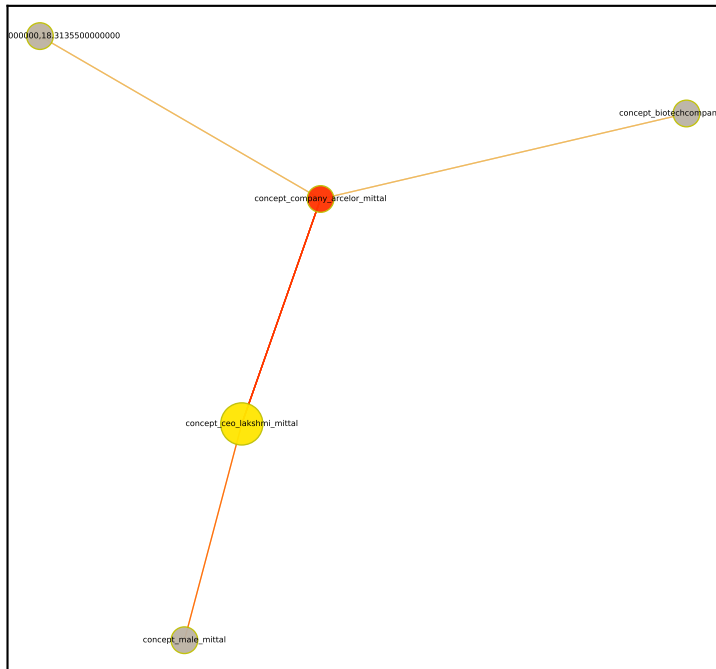 000000,18.3135500000000
concept_biotechcompan
concept_company_arcelor_mittal
concept_ceo_lakshmi_mittal
concept_male_mittal